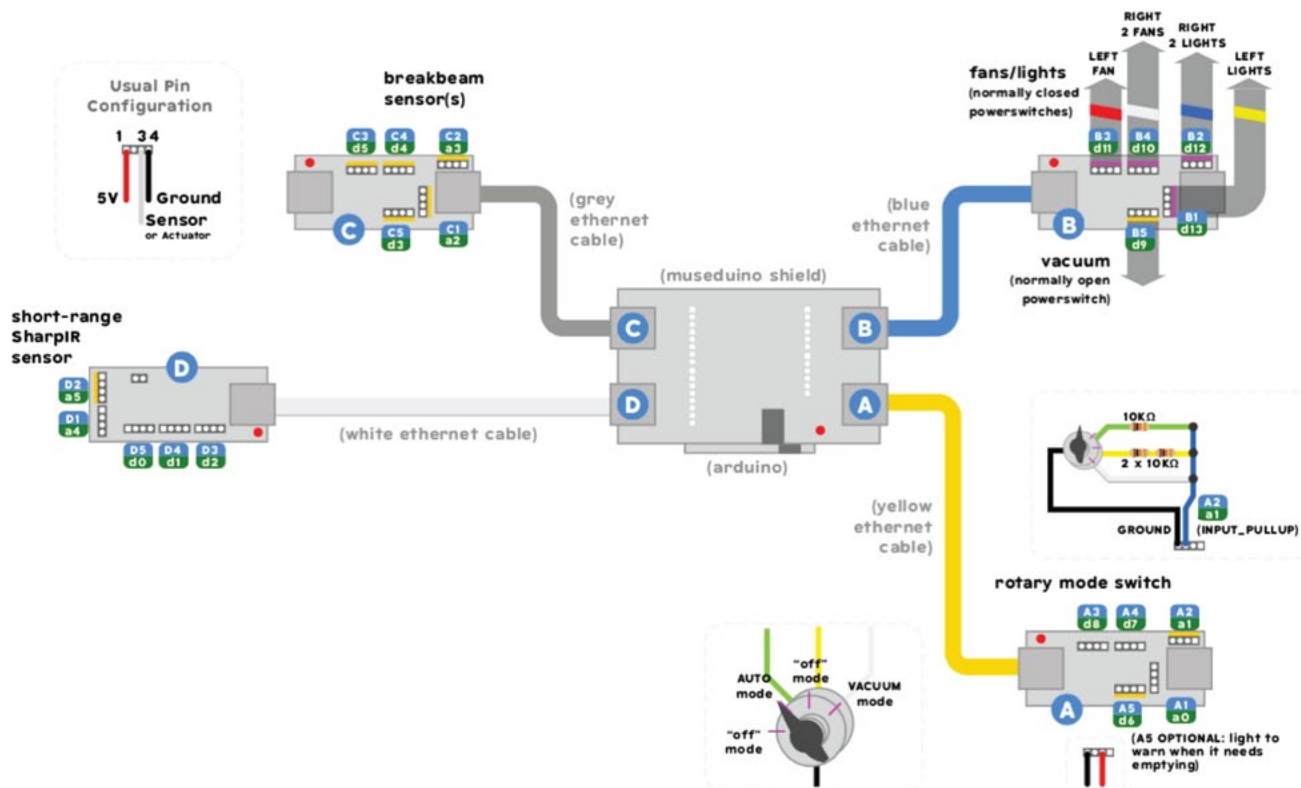 Usual Pin
Configuration
1 34
5V
Ground
Sensor
or Actuator
breakbeam
sensor(s)
C3
d5
C4
d4
C2
a3
C
C5
d3
C1
a2
(grey
ethernet
cable)
RIGHT
2 FANS
RIGHT
2 LIGHTS
LEFT
FAN
LEFT
LIGHTS
fans/lights
(normally closed
powerswitches)
B3
d11
B4
d10
B2
d12
B
B5
d9
B1
d13
(blue
ethernet
cable)
vacuum
(normally open
powerswitch)
(museduino shield)
C
B
D
A
(arduino)
short-range
SharpIR
sensor
D
D2
a5
D1
a4
D5
d0
D4
d1
D3
d2
(white ethernet cable)
(yellow
ethernet
cable)
10KΩ
2 x 10KΩ
A2
a1
GROUND
(INPUT_PULLUP)
rotary mode switch
A3
d8
A4
d7
A2
a1
A
A5
d6
A1
a0
(A5 OPTIONAL: light to
warn when it needs
emptying)
"off"
mode
AUTO
mode
VACUUM
mode
"off"
mode